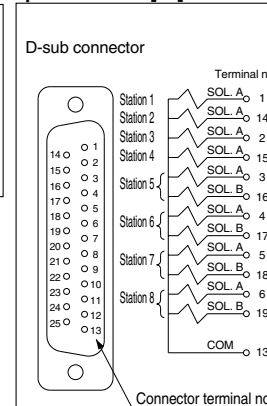 D-sub connector
Terminal n
Station 1 SOL. A 1
Station 2 SOL. A 14
Station 3 SOL. A 2
Station 4 SOL. A 15
Station 5 SOL. A 3
SOL. B 16
Station 6 SOL. A 4
SOL. B 17
Station 7 SOL. A 5
SOL. B 18
Station 8 SOL. A 6
SOL. B 19
COM 13
1
14
2
15
3
16
4
17
5
18
6
19
7
20
8
21
9
22
10
23
11
24
12
25
13
Connector terminal no